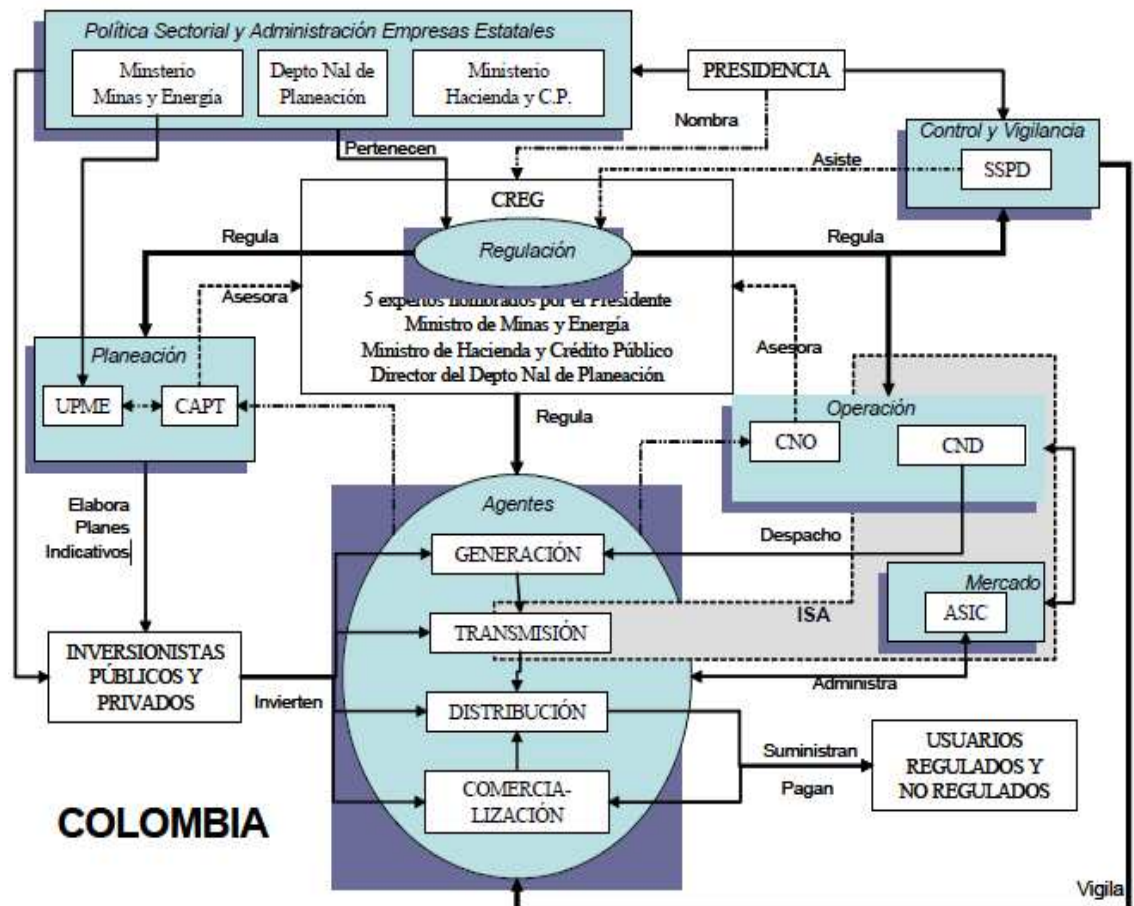 Política Sectorial y Administración Empresas Estatales
Minsterio
Minas y Energía
Depto Nal de
Planeación
Ministerio
Hacienda y C.P.
PRESIDENCIA
Nombra
Control y Vigilancia
SSPD
Pertenecen
Asiste
CREG
Regulación
Regula
Regula
5 expertos nombrados por el Presidente
Ministro de Minas y Energía
Ministro de Hacienda y Crédito Público
Director del Depto Nal de Planeación
Asesora
Asesora
Planeación
UPME
CAPT
Regula
Operación
CNO
CND
Elabora
Planes
Indicativos
Agentes
GENERACIÓN
Despacho
Mercado
ASIC
ISA
TRANSMISIÓN
INVERSIONISTAS
PÚBLICOS Y
PRIVADOS
Invierten
Administra
DISTRIBUCIÓN
Suministran
Pagan
USUARIOS
REGULADOS Y
NO REGULADOS
COMERCIA-
LIZACIÓN
COLOMBIA
Vigila